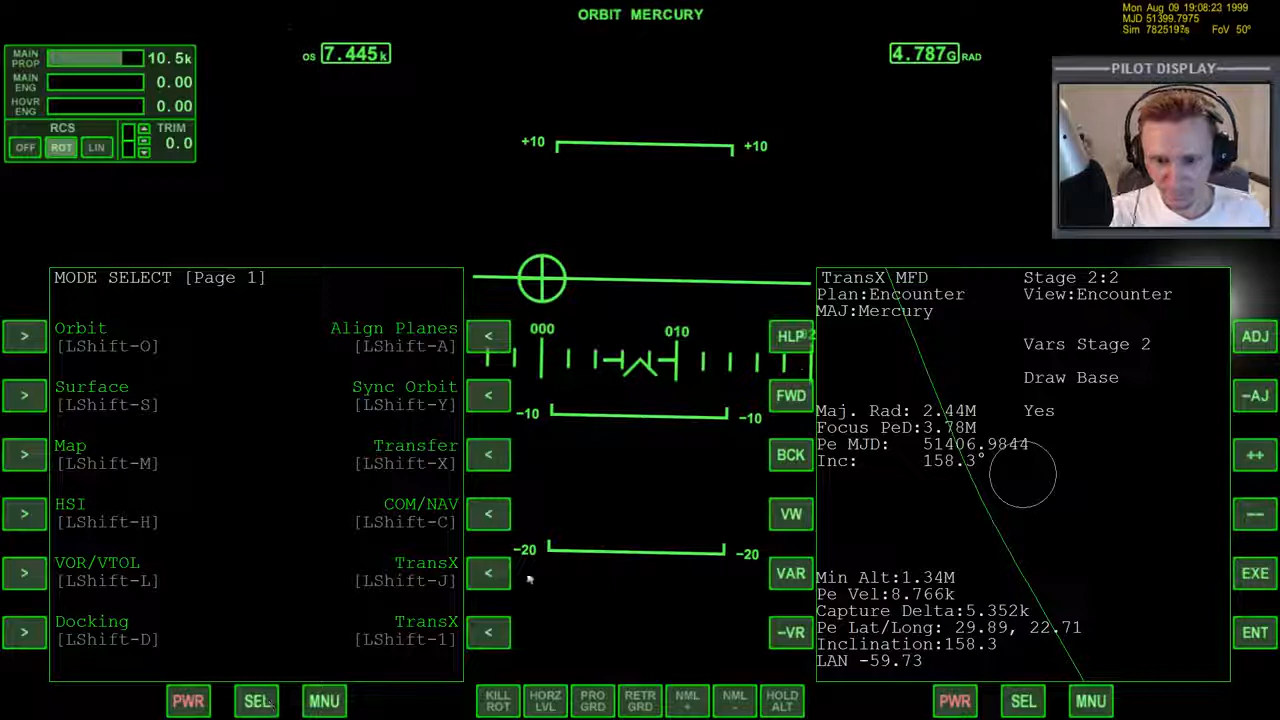 ORBIT MERCURY
Mon Aug 09 19:08:23 1999
MJD 51399.7975
FoV 50°
MAIN PROP 10.5k
MAIN ENG 0.00
HOVR ENG 0.00
RCS TRIM
OFF ROT LIN 0.0
OS 7.445k
4.787G RAD
PILOT DISPLAY
+10 +10
000 010
-10 -10
-20 -20
MODE SELECT [Page 1]
> Orbit Align Planes <
[LShift-O] [LShift-A]
> Surface Sync Orbit <
[LShift-S] [LShift-Y]
> Map Transfer <
[LShift-M] [LShift-X]
> HSI COM/NAV <
[LShift-H] [LShift-C]
> VOR/VTOL TransX <
[LShift-L] [LShift-J]
> Docking TransX <
[LShift-D] [LShift-1]
PWR SEL MNU
KILL ROT
HORZ LVL
PRO GRD
RETR GRD
NML +
NML -
HOLD ALT
HLP
FWD
BCK
VW
VAR
-VR
TransX MFD Stage 2:2
Plan:Encounter View:Encounter
MAJ:Mercury
Vars Stage 2
Draw Base
Maj. Rad: 2.44M Yes
Focus PeD:3.78M
Pe MJD: 51406.9844
Inc: 158.3°
Min Alt:1.34M
Pe Vel:8.766k
Capture Delta:5.352k
Pe Lat/Long: 29.89, 22.71
Inclination:158.3
LAN -59.73
ADJ
-AJ
++
--
EXE
ENT
PWR SEL MNU